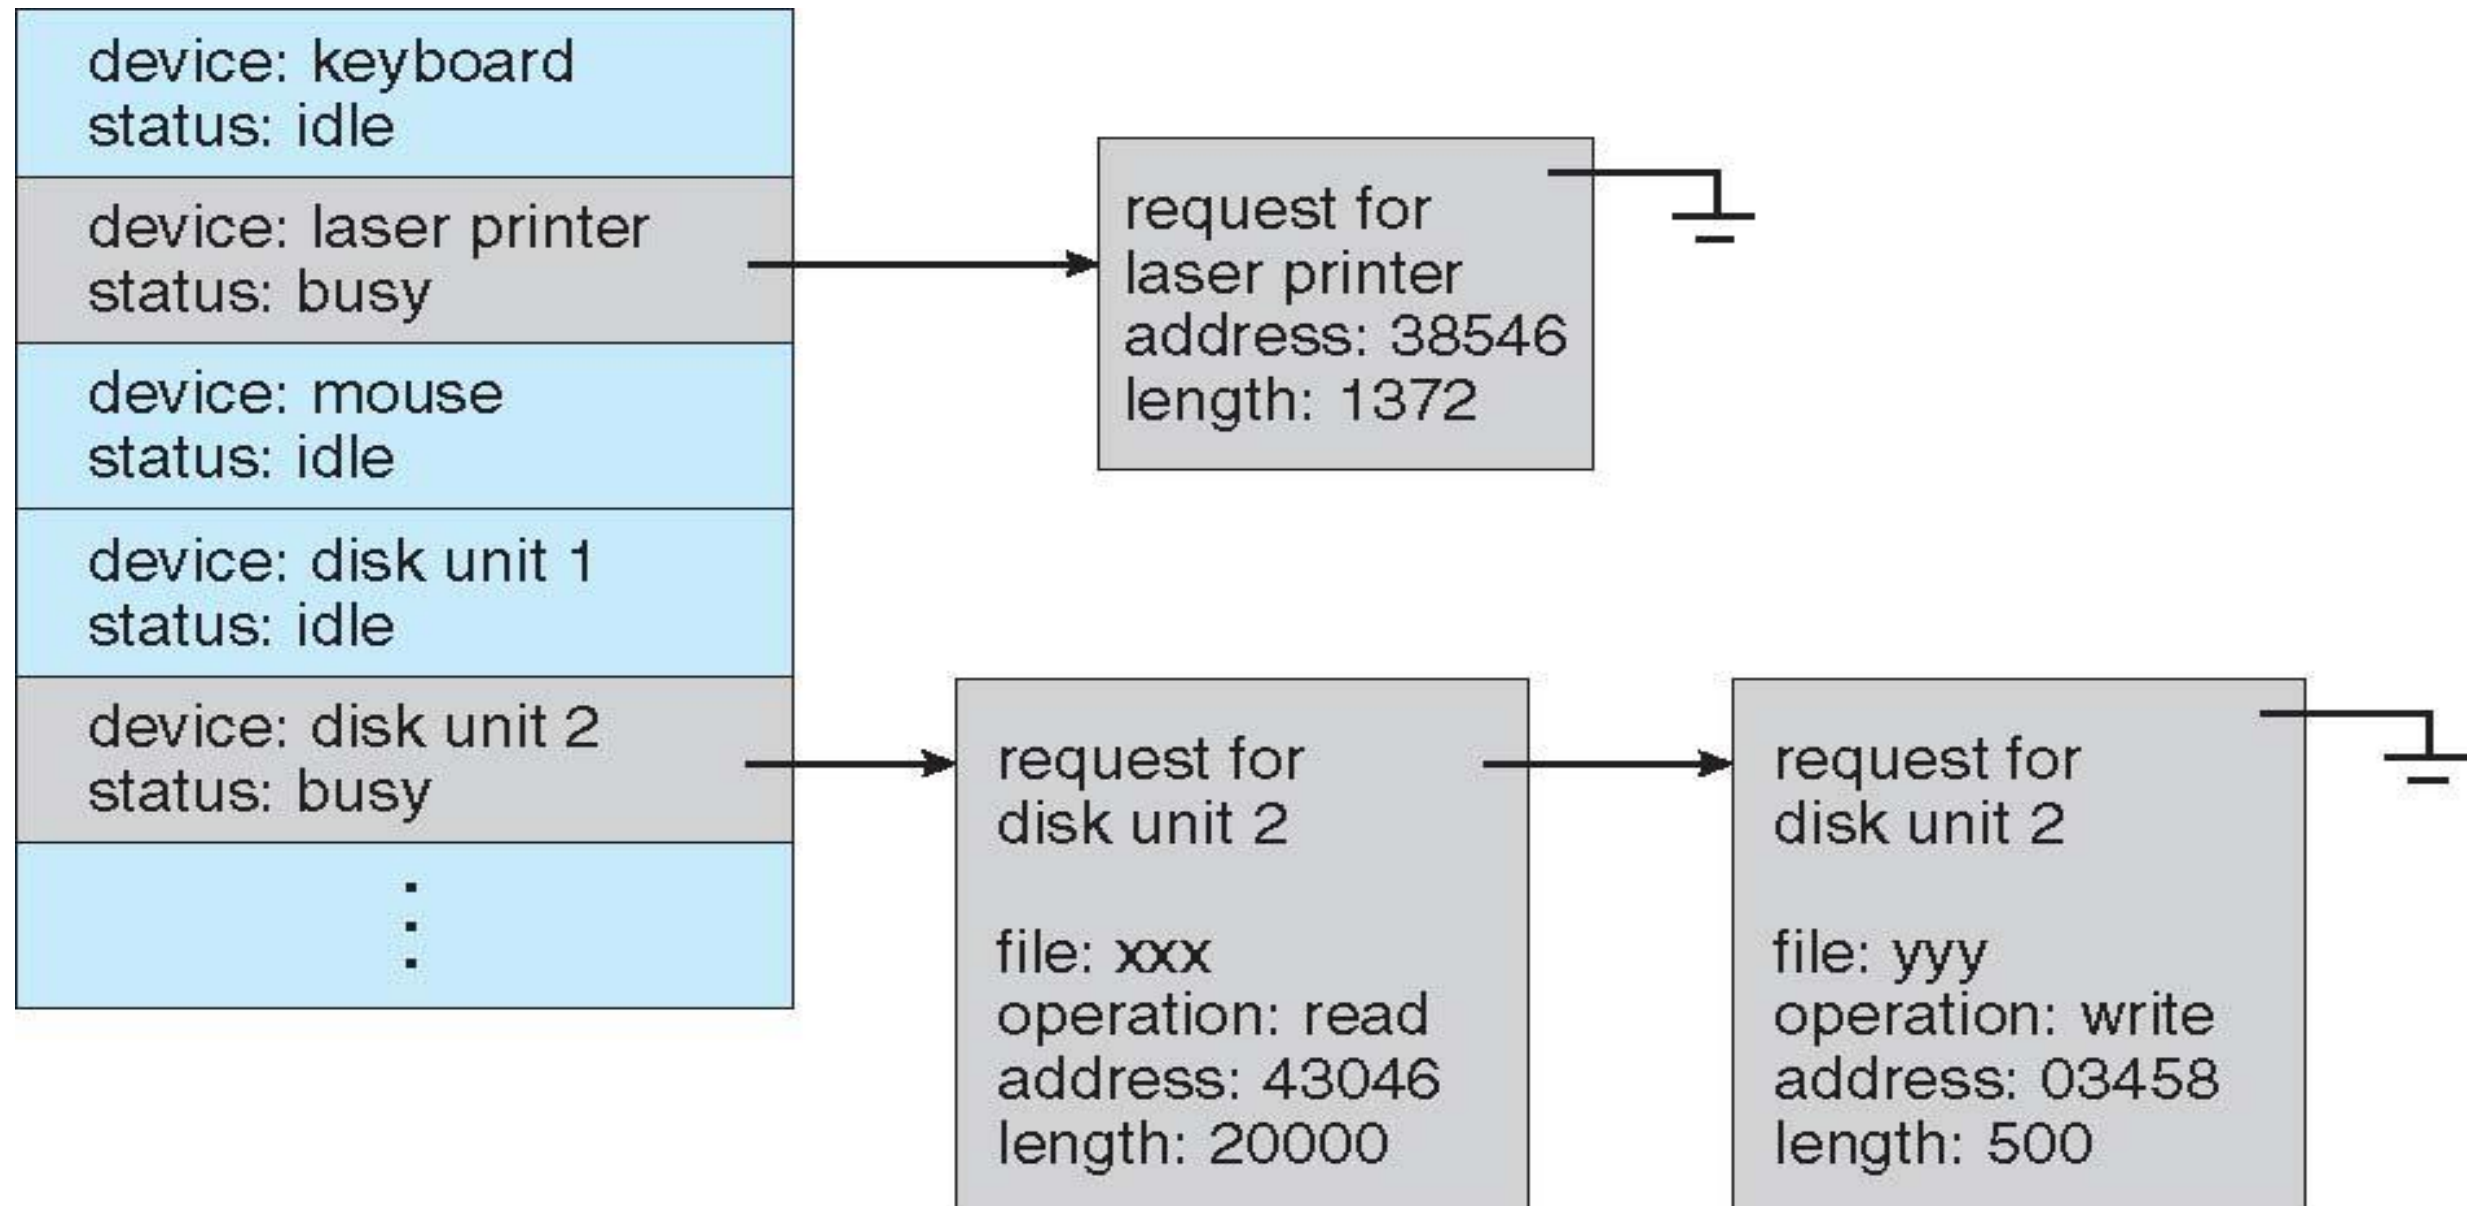 device: keyboard
status: idle
device: laser printer
status: busy
device: mouse
status: idle
device: disk unit 1
status: idle
device: disk unit 2
status: busy
request for
laser printer
address: 38546
length: 1372
request for
disk unit 2
file: xxx
operation: read
address: 43046
length: 20000
request for
disk unit 2
file: yyy
operation: write
address: 03458
length: 500